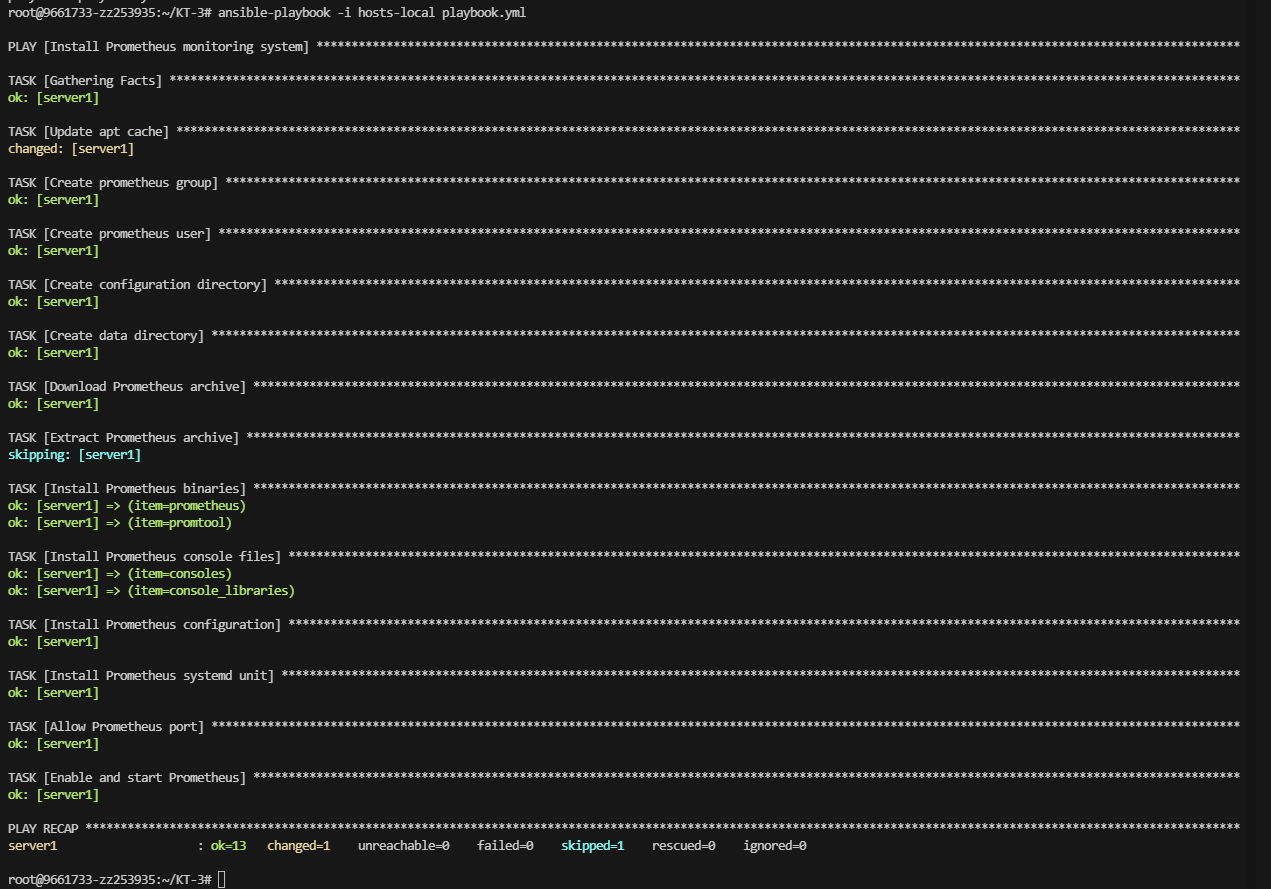 root@9661733-zz253935:~/KT-3# ansible-playbook -i hosts-local playbook.yml
PLAY [Install Prometheus monitoring system] ************************************************************************************************************************************
TASK [Gathering Facts] *********************************************************************************************************************************************************
ok: [server1]
TASK [Update apt cache] ********************************************************************************************************************************************************
changed: [server1]
TASK [Create prometheus group] *************************************************************************************************************************************************
ok: [server1]
TASK [Create prometheus user] **************************************************************************************************************************************************
ok: [server1]
TASK [Create configuration directory] ******************************************************************************************************************************************
ok: [server1]
TASK [Create data directory] ***************************************************************************************************************************************************
ok: [server1]
TASK [Download Prometheus archive] *********************************************************************************************************************************************
ok: [server1]
TASK [Extract Prometheus archive] **********************************************************************************************************************************************
skipping: [server1]
TASK [Install Prometheus binaries] *********************************************************************************************************************************************
ok: [server1] => (item=prometheus)
ok: [server1] => (item=promtool)
TASK [Install Prometheus console files] ****************************************************************************************************************************************
ok: [server1] => (item=consoles)
ok: [server1] => (item=console_libraries)
TASK [Install Prometheus configuration] ****************************************************************************************************************************************
ok: [server1]
TASK [Install Prometheus systemd unit] *****************************************************************************************************************************************
ok: [server1]
TASK [Allow Prometheus port] ***************************************************************************************************************************************************
ok: [server1]
TASK [Enable and start Prometheus] *********************************************************************************************************************************************
ok: [server1]
PLAY RECAP *********************************************************************************************************************************************************************
server1                    : ok=13   changed=1    unreachable=0    failed=0    skipped=1    rescued=0    ignored=0
root@9661733-zz253935:~/KT-3#